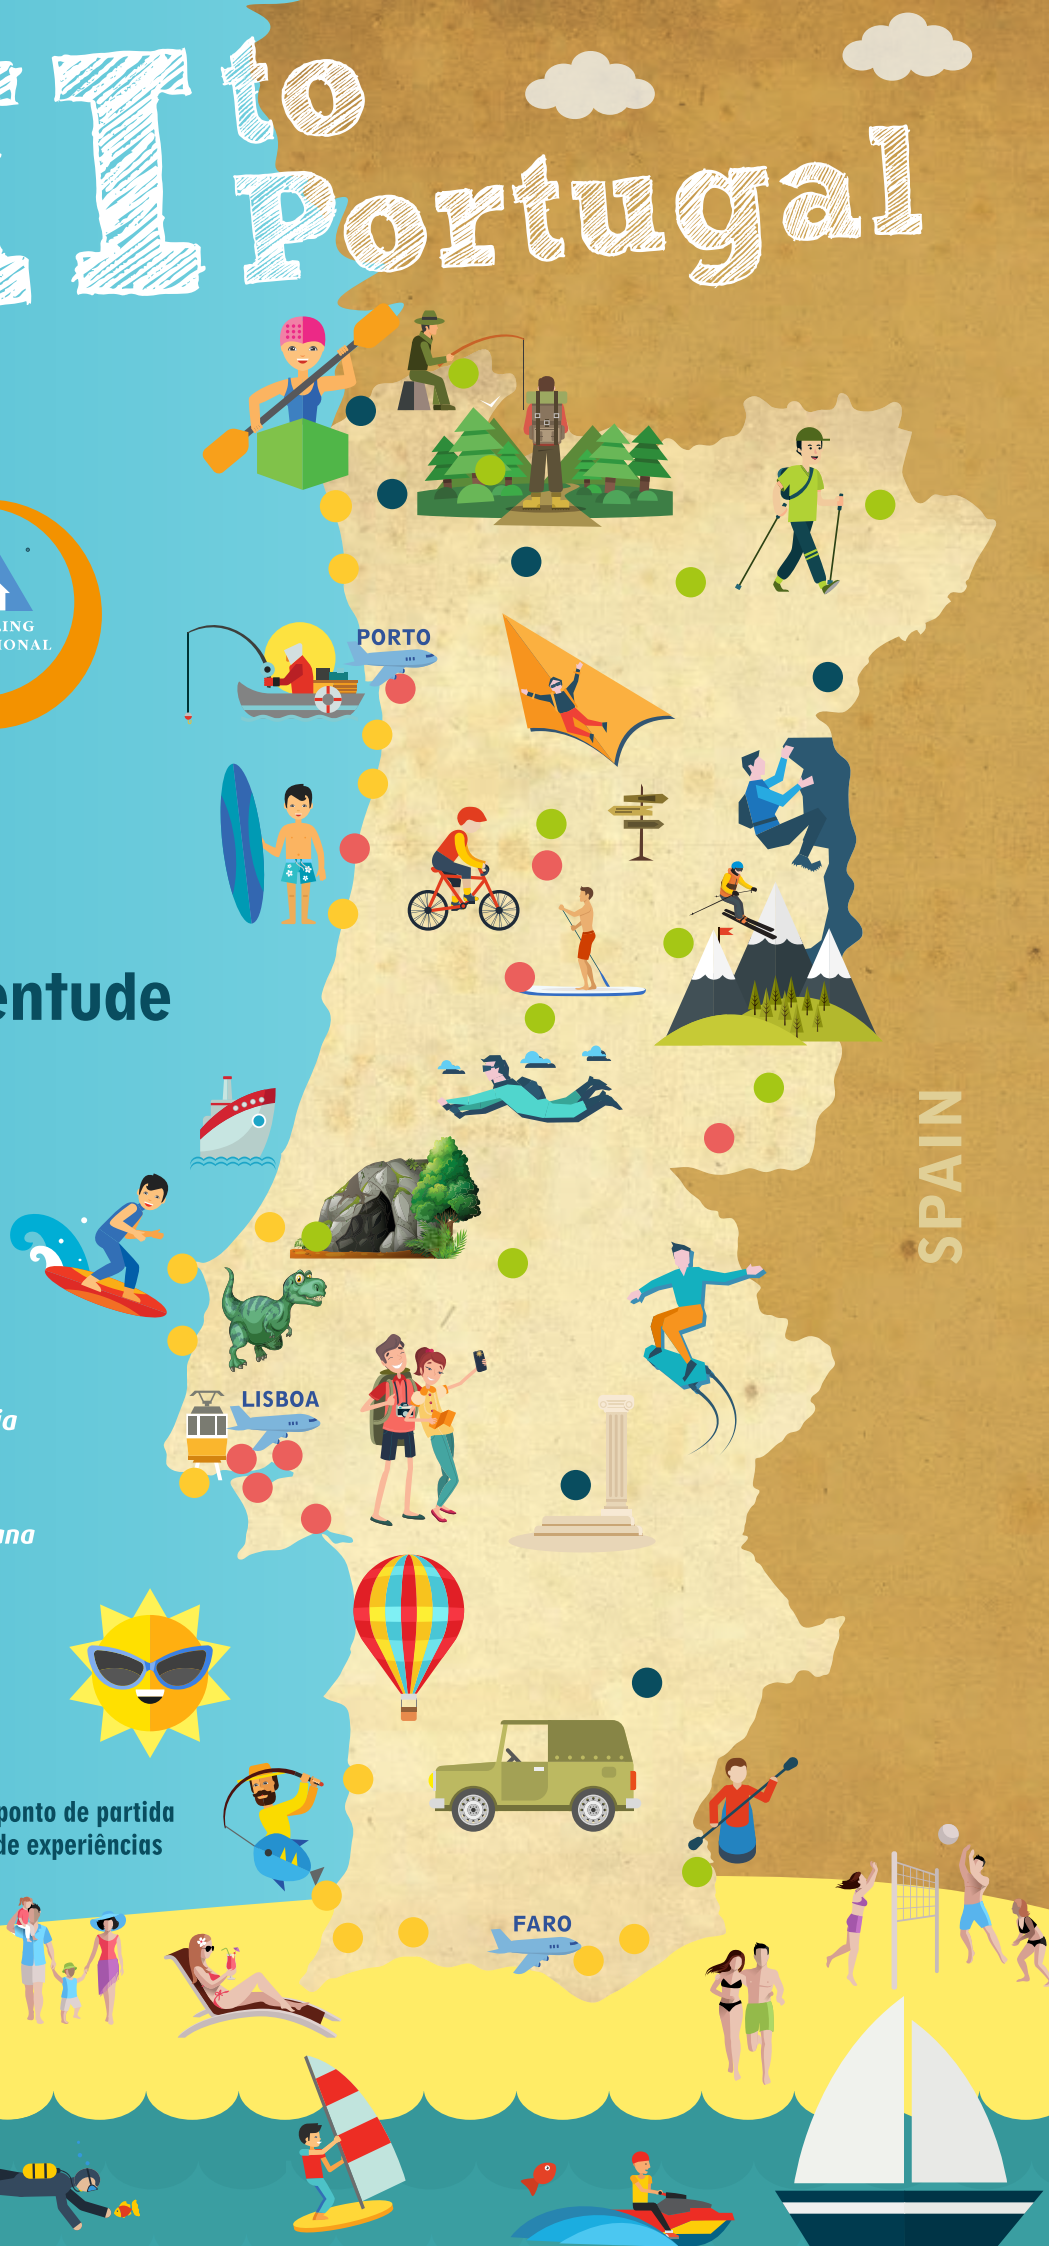 I to
Portugal
PORTO
entude
SPAIN
LISBOA
ponto de partida
de experiências
FARO